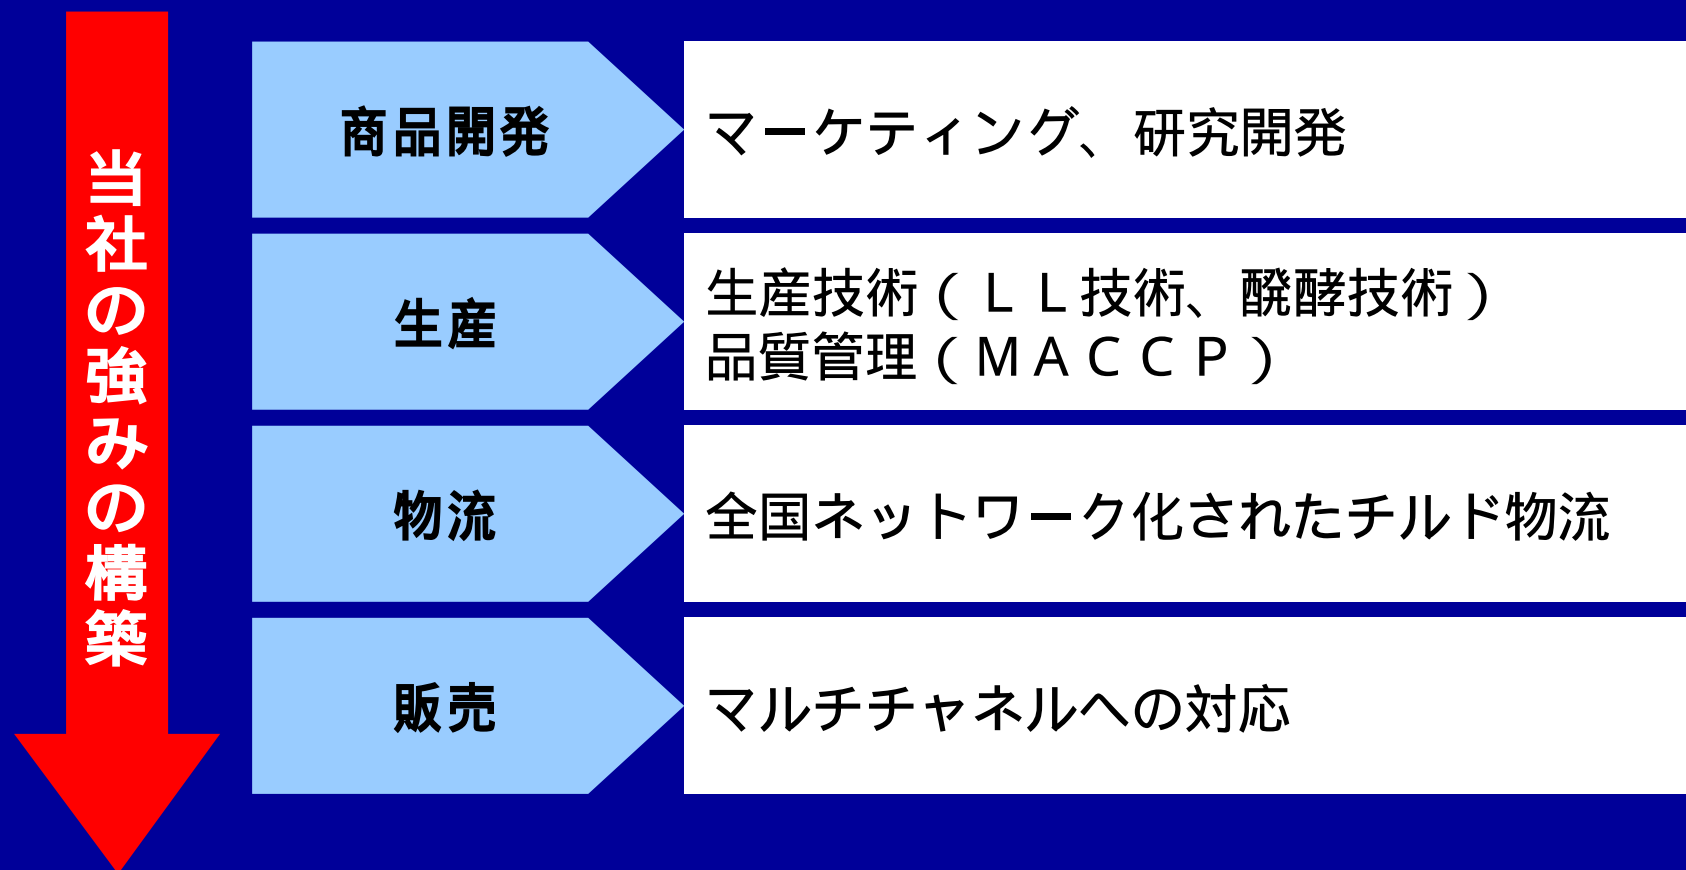 当社の強みの構築
商品開発
マーケティング、研究開発
生産
生産技術（ＬＬ技術、醗酵技術）
品質管理（ＭＡＣＣＰ）
物流
全国ネットワーク化されたチルド物流
販売
マルチチャネルへの対応